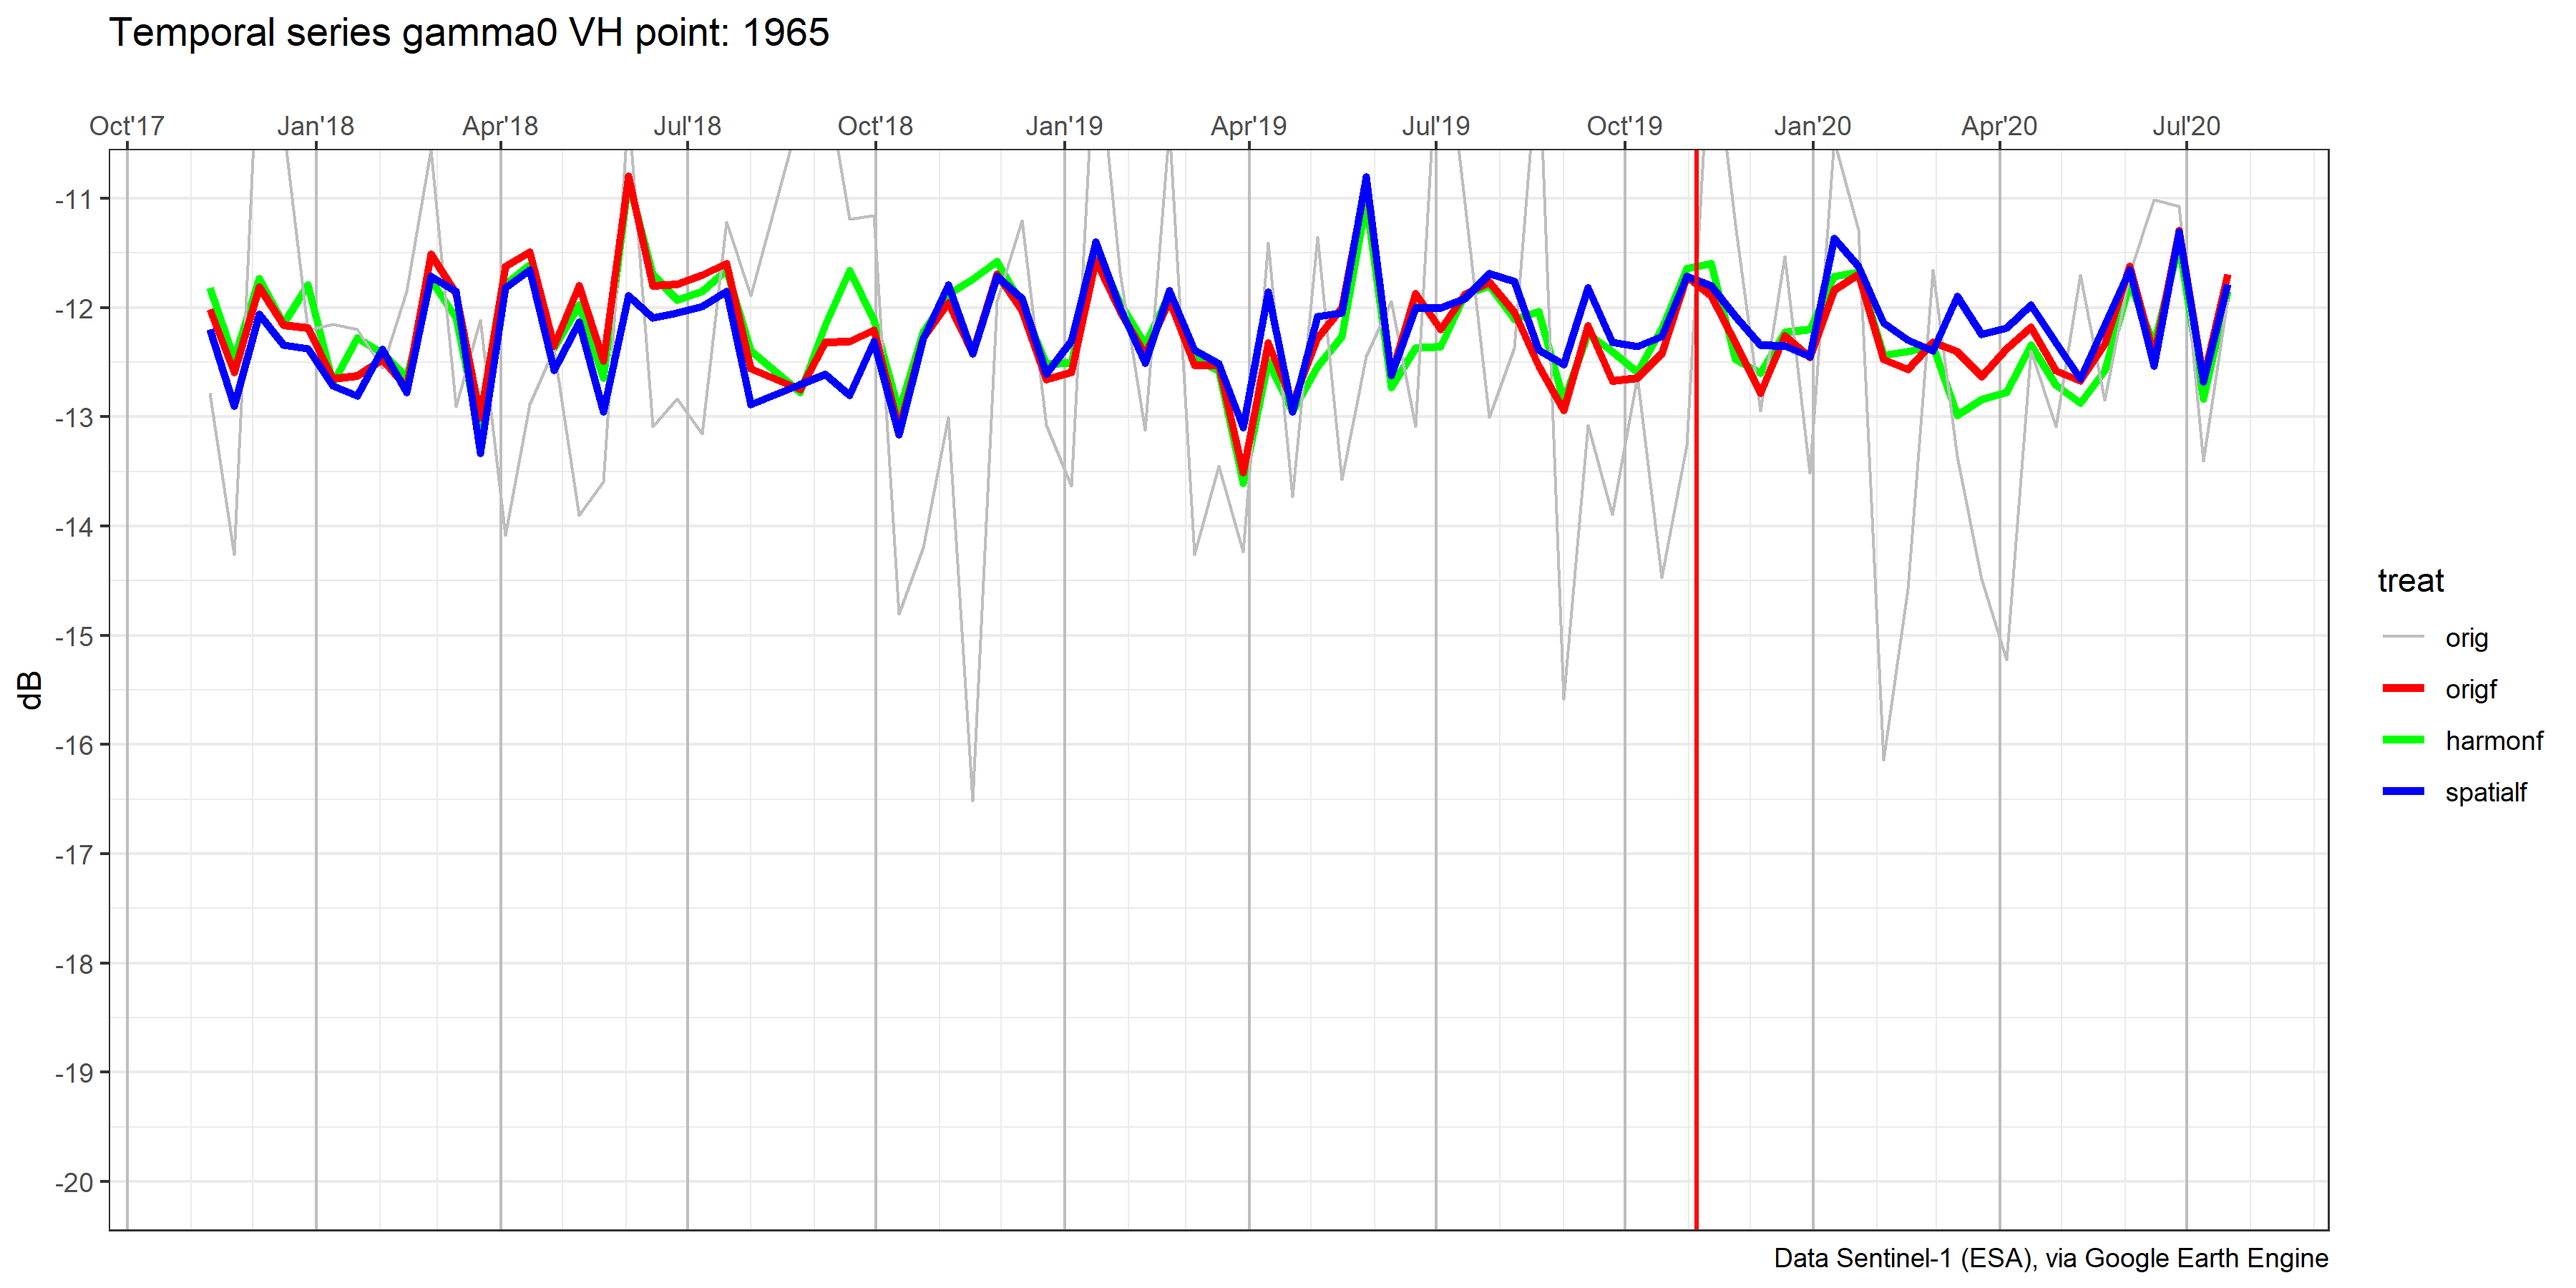 Temporal series gamma0 VH point: 1965
Oct'17 Jan'18 Apr'18 Jul'18 Oct'18 Jan'19 Apr'19 Jul'19 Oct'19 Jan'20 Apr'20 Jul'20
-11
-12
-13
-14
-15
-16
-17
-18
-19
-20
dB
treat
orig
origf
harmonf
spatialf
Data Sentinel-1 (ESA), via Google Earth Engine